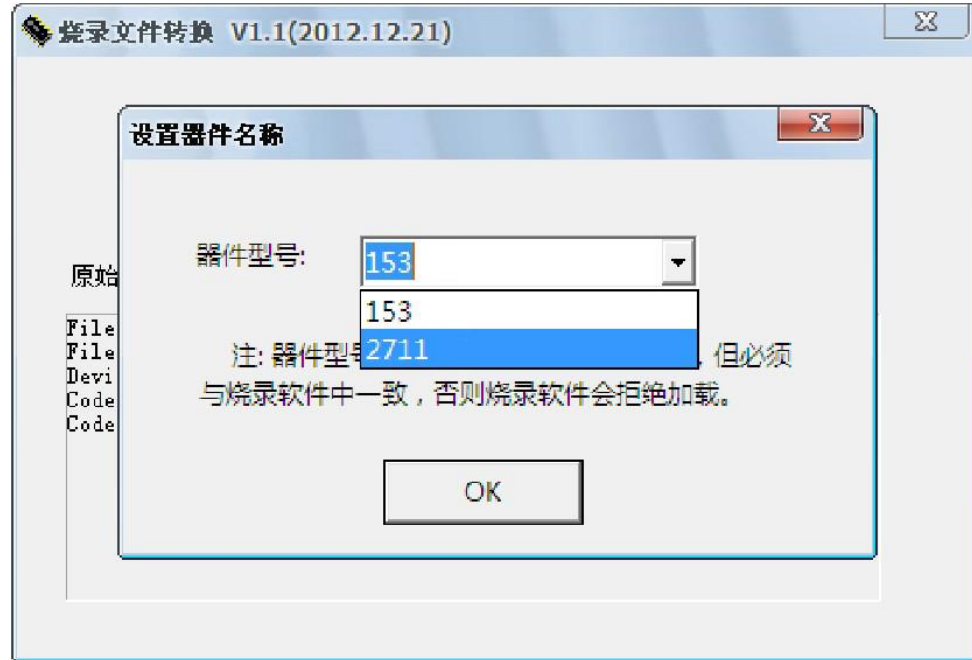 烧录文件转换 V1.1(2012.12.21)
设置器件名称
器件型号:
153
153
2711
原始
File
File
Devi
Code
Code
注: 器件型 , 但必须
与烧录软件中一致，否则烧录软件会拒绝加载。
OK